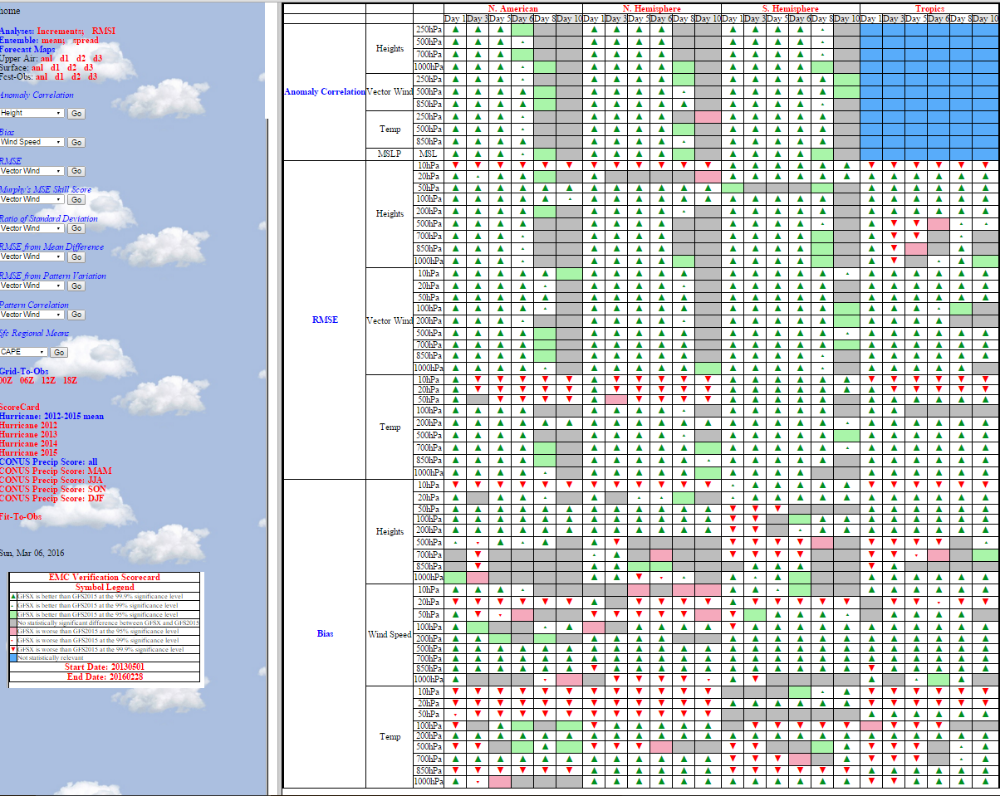 home
Analyses: Increments; RMSI
Ensemble: mean; spread
Forecast Maps
Upper Air: anl d1 d2 d3
Surface: anl d1 d2 d3
Fcst-Obs: anl d1 d2 d3
Anomaly Correlation
Height Go
Bias
Wind Speed Go
RMSE
Vector Wind Go
Murphy's MSE Skill Score
Vector Wind Go
Ratio of Standard Deviation
Vector Wind Go
RMSE from Mean Difference
Vector Wind Go
RMSE from Pattern Variation
Vector Wind Go
Pattern Correlation
Vector Wind Go
Sfc Regional Means
CAPE Go
Grid-To-Obs
00Z 06Z 12Z 18Z
ScoreCard
Hurricane: 2012-2015 mean
Hurricane 2012
Hurricane 2013
Hurricane 2014
Hurricane 2015
CONUS Precip Score: all
CONUS Precip Score: MAM
CONUS Precip Score: JJA
CONUS Precip Score: SON
CONUS Precip Score: DJF
Fit-To-Obs
Sun, Mar 06, 2016
EMC Verification Scorecard
Symbol Legend
▲ GFSX is better than GFS2015 at the 99.9% significance level
▲ GFSX is better than GFS2015 at the 99% significance level
GFSX is better than GFS2015 at the 95% significance level
No statistically significant difference between GFSX and GFS2015
GFSX is worse than GFS2015 at the 95% significance level
▼ GFSX is worse than GFS2015 at the 99% significance level
▼ GFSX is worse than GFS2015 at the 99.9% significance level
Not statistically relevant
Start Date: 20130501
End Date: 20160228
N. American N. Hemisphere S. Hemisphere Tropics
Day 1 Day 3 Day 5 Day 6 Day 8 Day 10 Day 1 Day 3 Day 5 Day 6 Day 8 Day 10 Day 1 Day 3 Day 5 Day 6 Day 8 Day 10 Day 1 Day 3 Day 5 Day 6 Day 8 Day 10
Anomaly Correlation
Heights
250hPa
500hPa
700hPa
1000hPa
Vector Wind
250hPa
500hPa
850hPa
Temp
250hPa
500hPa
850hPa
MSLP
MSL
RMSE
Heights
10hPa
20hPa
50hPa
100hPa
200hPa
500hPa
700hPa
850hPa
1000hPa
Vector Wind
10hPa
20hPa
50hPa
100hPa
200hPa
500hPa
700hPa
850hPa
1000hPa
Temp
10hPa
20hPa
50hPa
100hPa
200hPa
500hPa
700hPa
850hPa
1000hPa
Bias
Heights
10hPa
20hPa
50hPa
100hPa
200hPa
500hPa
700hPa
850hPa
1000hPa
Wind Speed
10hPa
20hPa
50hPa
100hPa
200hPa
500hPa
700hPa
850hPa
1000hPa
Temp
10hPa
20hPa
50hPa
100hPa
200hPa
500hPa
700hPa
850hPa
1000hPa